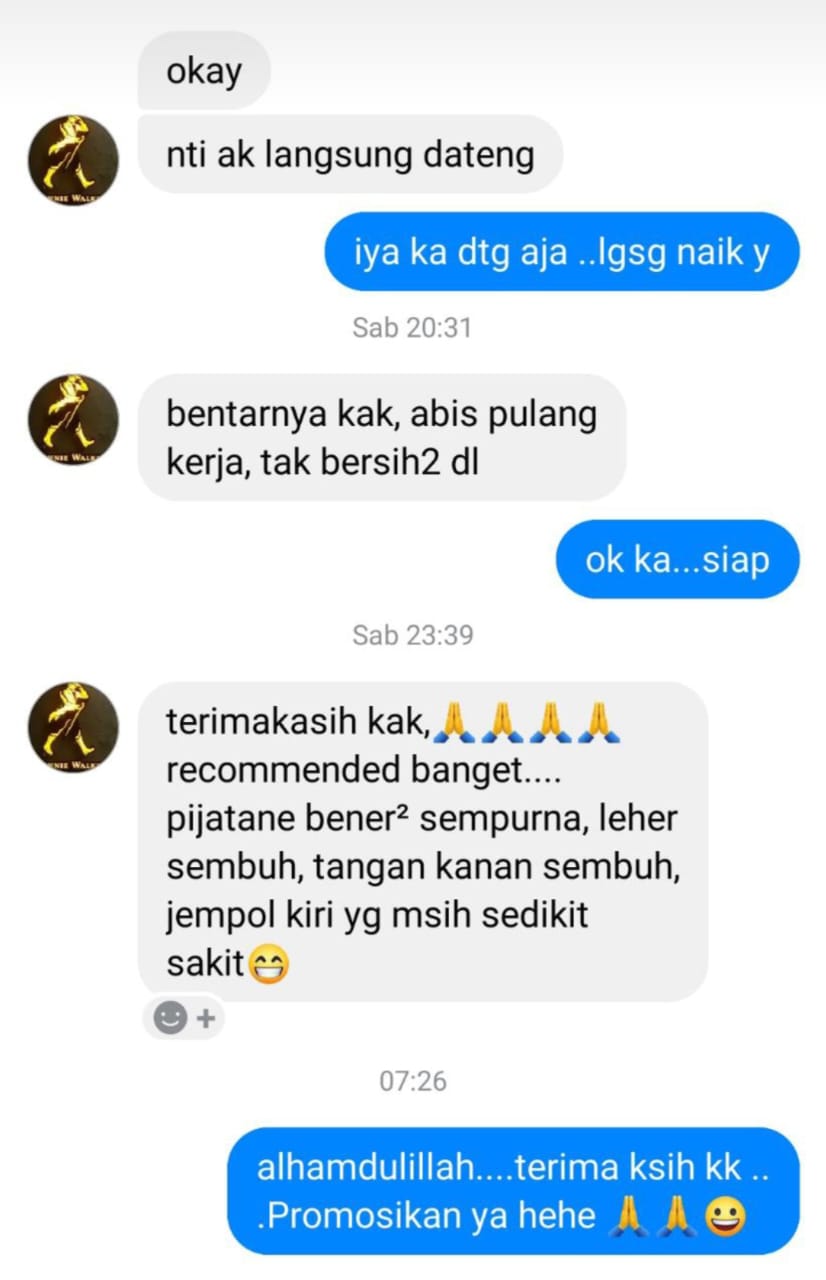 okay
nti ak langsung dateng
iya ka dtg aja ..lgsg naik y
Sab 20:31
bentarnya kak, abis pulang
kerja, tak bersih2 dl
ok ka...siap
Sab 23:39
terimakasih kak,🙏🙏🙏🙏
recommended banget....
pijatane bener² sempurna, leher
sembuh, tangan kanan sembuh,
jempol kiri yg msih sedikit
sakit😁
07:26
alhamdulillah....terima ksih kk ..
.Promosikan ya hehe 🙏🙏😀